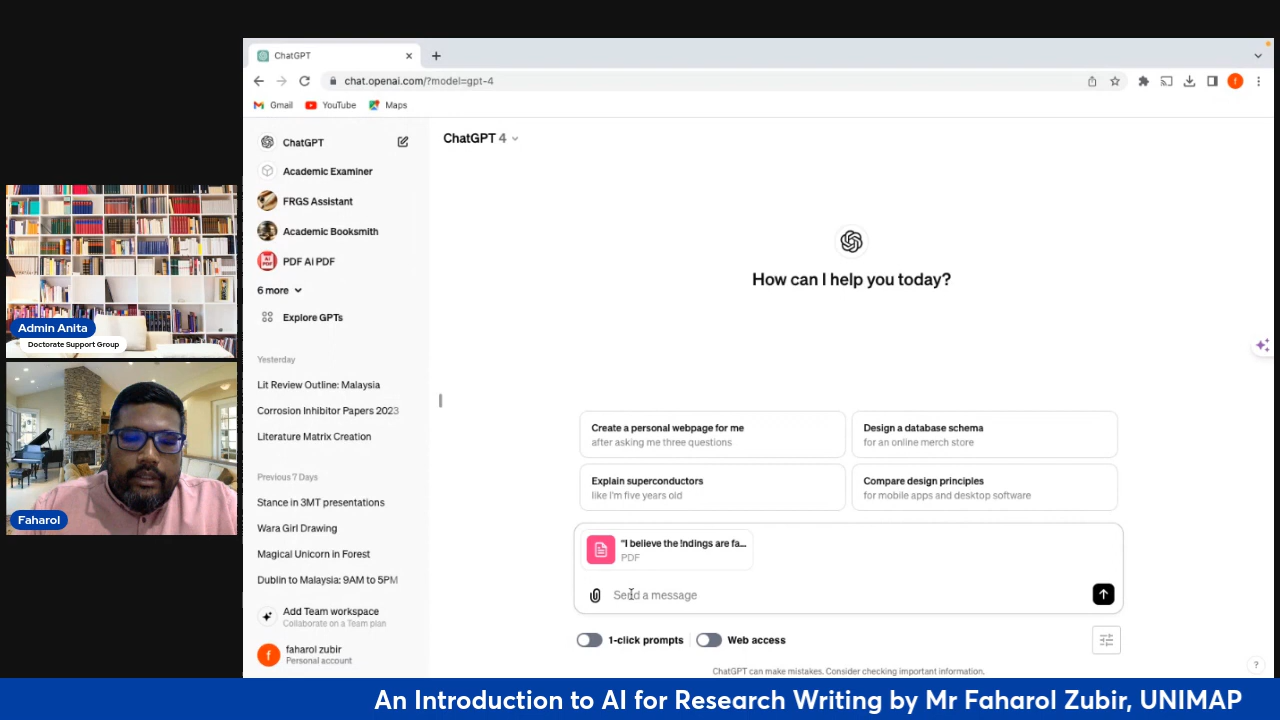 ChatGPT
chat.openai.com/?model=gpt-4
Gmail
YouTube
Maps
ChatGPT
Academic Examiner
FRGS Assistant
Academic Booksmith
PDF Ai PDF
6 more
Explore GPTs
Yesterday
Lit Review Outline: Malaysia
Corrosion Inhibitor Papers 2023
Literature Matrix Creation
Previous 7 Days
Stance in 3MT presentations
Wara Girl Drawing
Magical Unicorn in Forest
Dublin to Malaysia: 9AM to 5PM
Add Team workspace
Collaborate on a Team plan
f
faharol zubir
Personal account
ChatGPT 4
f
How can I help you today?
Create a personal webpage for me
after asking me three questions
Design a database schema
for an online merch store
Explain superconductors
like I'm five years old
Compare design principles
for mobile apps and desktop software
"I believe the !ndings are fa...
PDF
Send a message
1-click prompts
Web access
ChatGPT can make mistakes. Consider checking important information.
?
Admin Anita
Doctorate Support Group
Faharol
An Introduction to AI for Research Writing by Mr Faharol Zubir, UNIMAP